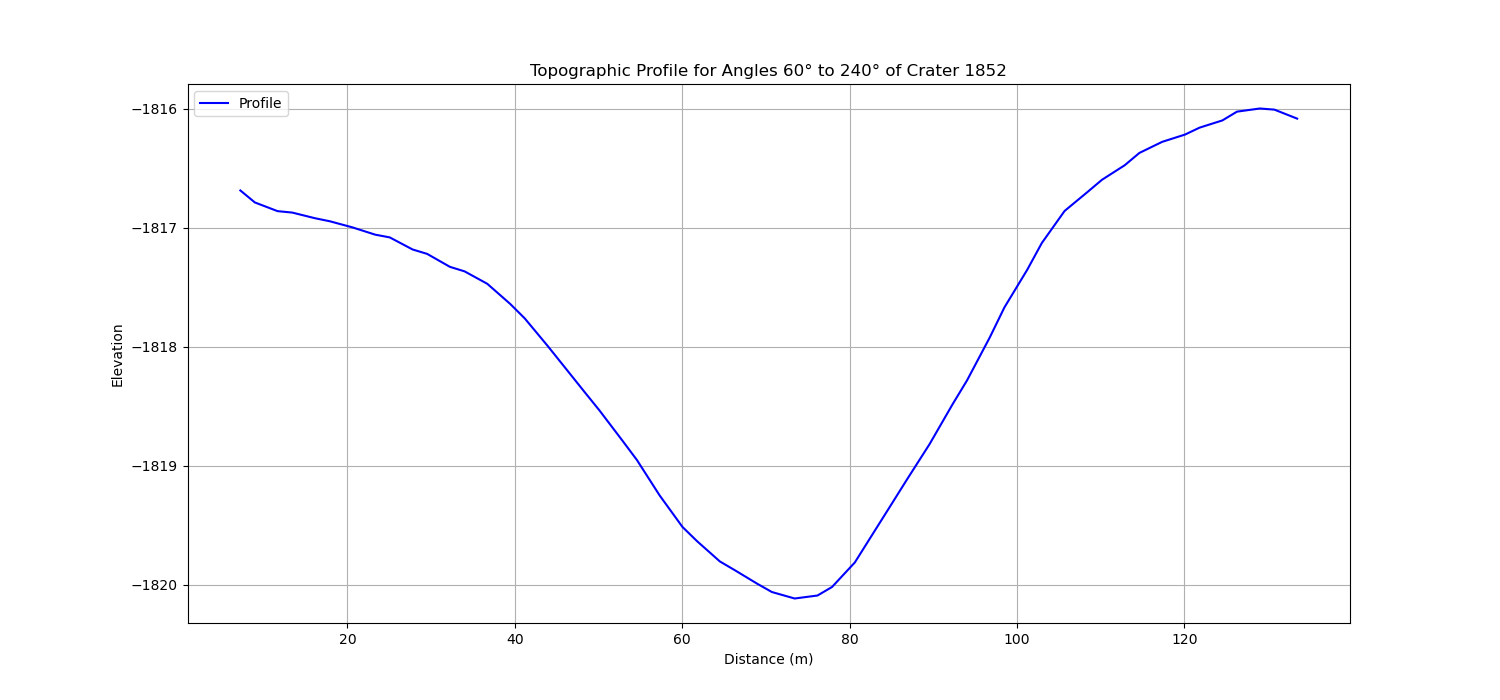 Topographic Profile for Angles 60° to 240° of Crater 1852
Profile
−1816
−1817
−1818
−1819
−1820
Elevation
20 40 60 80 100 120
Distance (m)